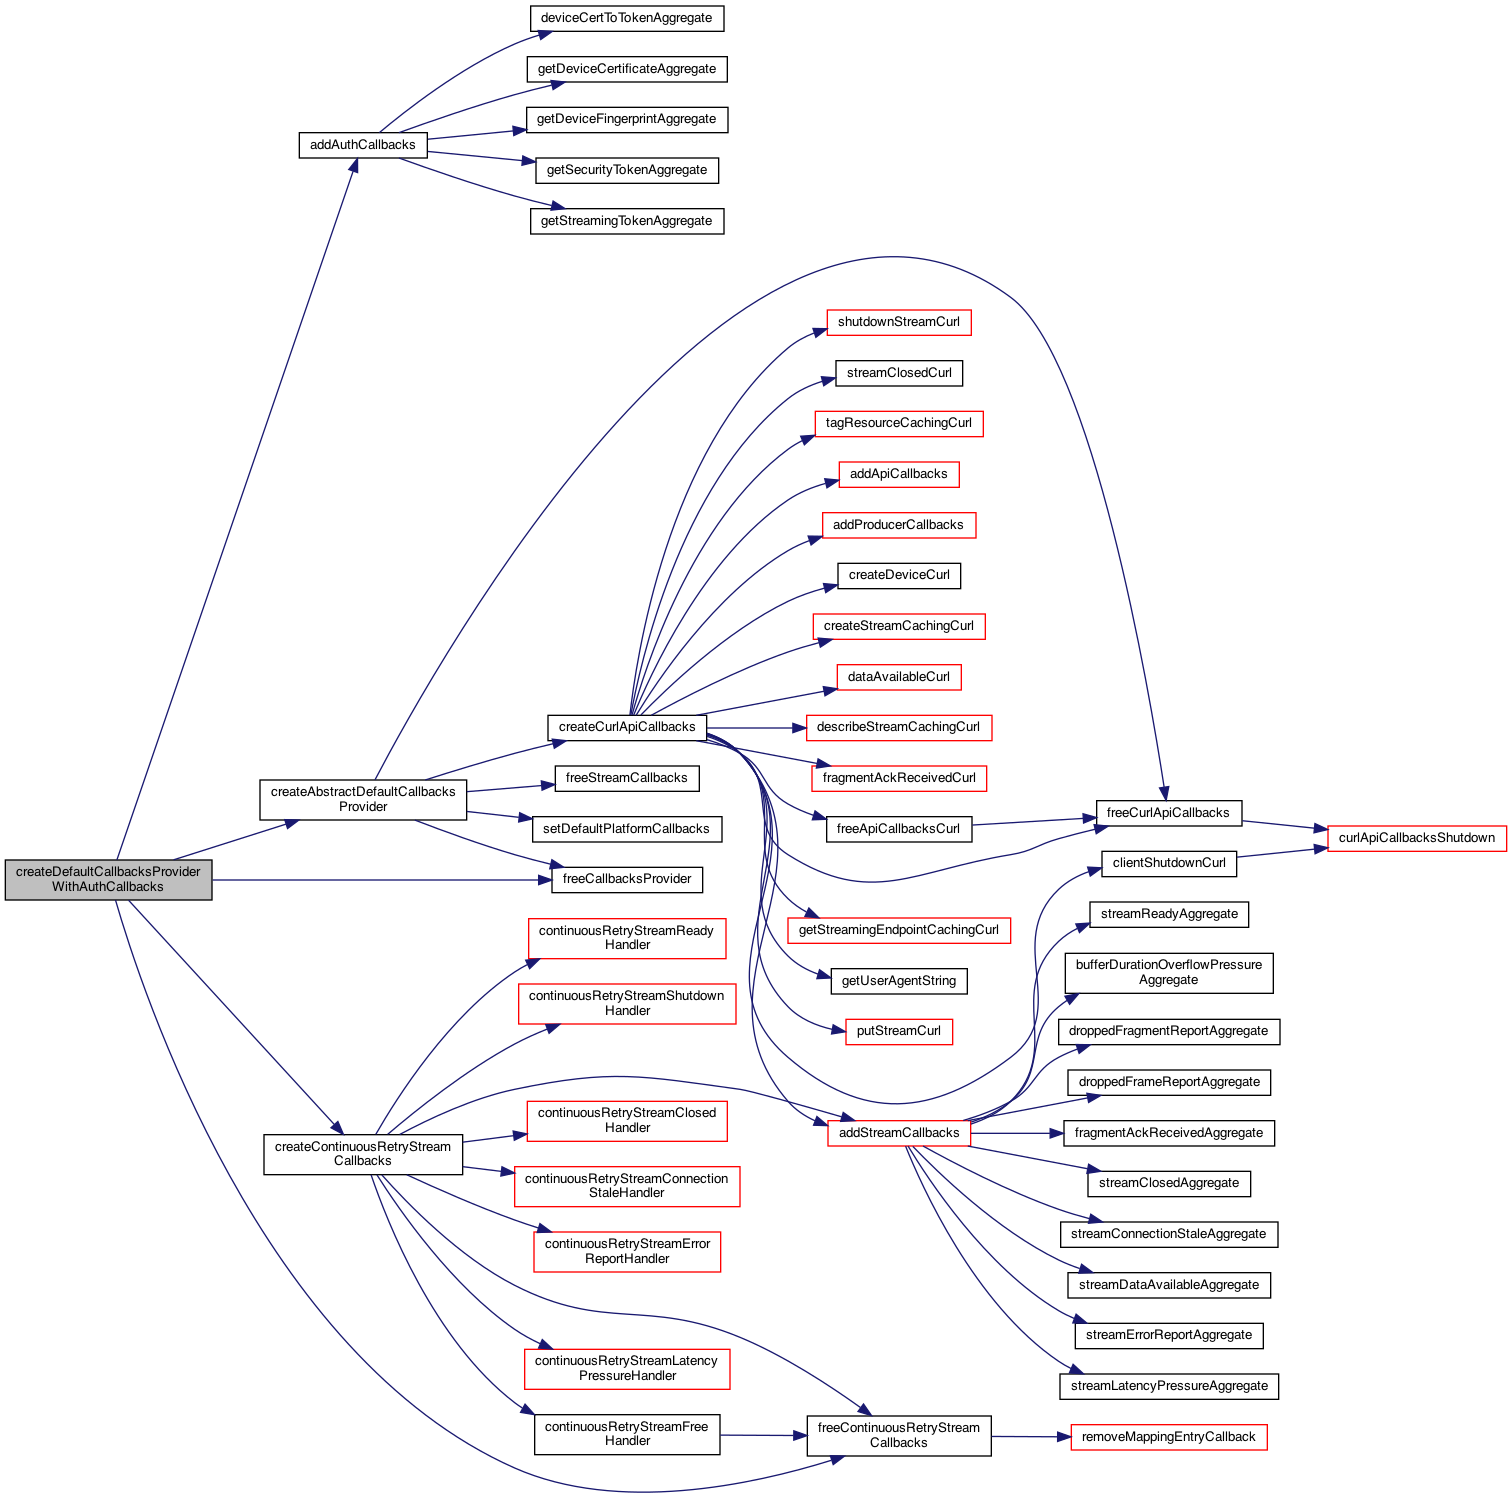 deviceCertToTokenAggregate
getDeviceCertificateAggregate
getDeviceFingerprintAggregate
addAuthCallbacks
getSecurityTokenAggregate
getStreamingTokenAggregate
shutdownStreamCurl
streamClosedCurl
tagResourceCachingCurl
addApiCallbacks
addProducerCallbacks
createDeviceCurl
createStreamCachingCurl
dataAvailableCurl
createCurlApiCallbacks
describeStreamCachingCurl
freeStreamCallbacks
fragmentAckReceivedCurl
createAbstractDefaultCallbacks
Provider
setDefaultPlatformCallbacks
freeApiCallbacksCurl
freeCurlApiCallbacks
curlApiCallbacksShutdown
clientShutdownCurl
createDefaultCallbacksProvider
WithAuthCallbacks
freeCallbacksProvider
streamReadyAggregate
continuousRetryStreamReady
Handler
getStreamingEndpointCachingCurl
bufferDurationOverflowPressure
Aggregate
getUserAgentString
continuousRetryStreamShutdown
Handler
putStreamCurl
droppedFragmentReportAggregate
droppedFrameReportAggregate
continuousRetryStreamClosed
Handler
addStreamCallbacks
fragmentAckReceivedAggregate
createContinuousRetryStream
Callbacks
continuousRetryStreamConnection
StaleHandler
streamClosedAggregate
streamConnectionStaleAggregate
continuousRetryStreamError
ReportHandler
streamDataAvailableAggregate
streamErrorReportAggregate
continuousRetryStreamLatency
PressureHandler
streamLatencyPressureAggregate
continuousRetryStreamFree
Handler
freeContinuousRetryStream
Callbacks
removeMappingEntryCallback